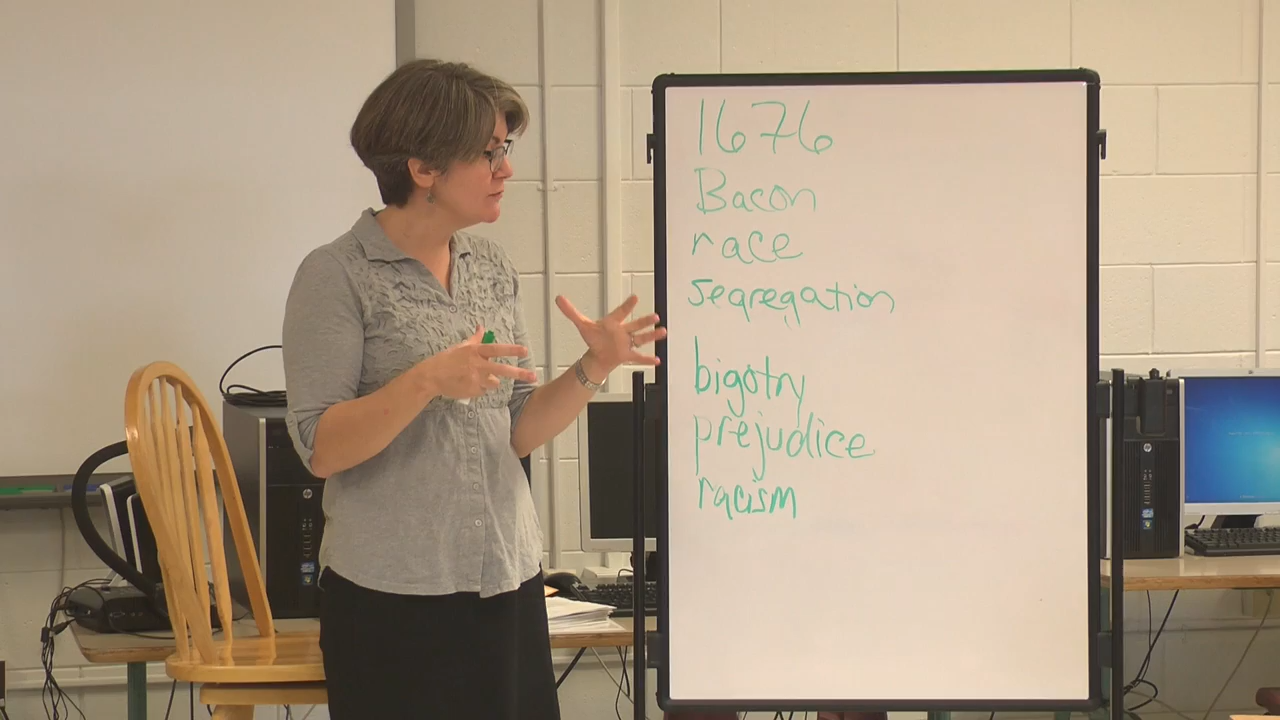 1676
Bacon
race
segregation
bigotry
prejudice
racism